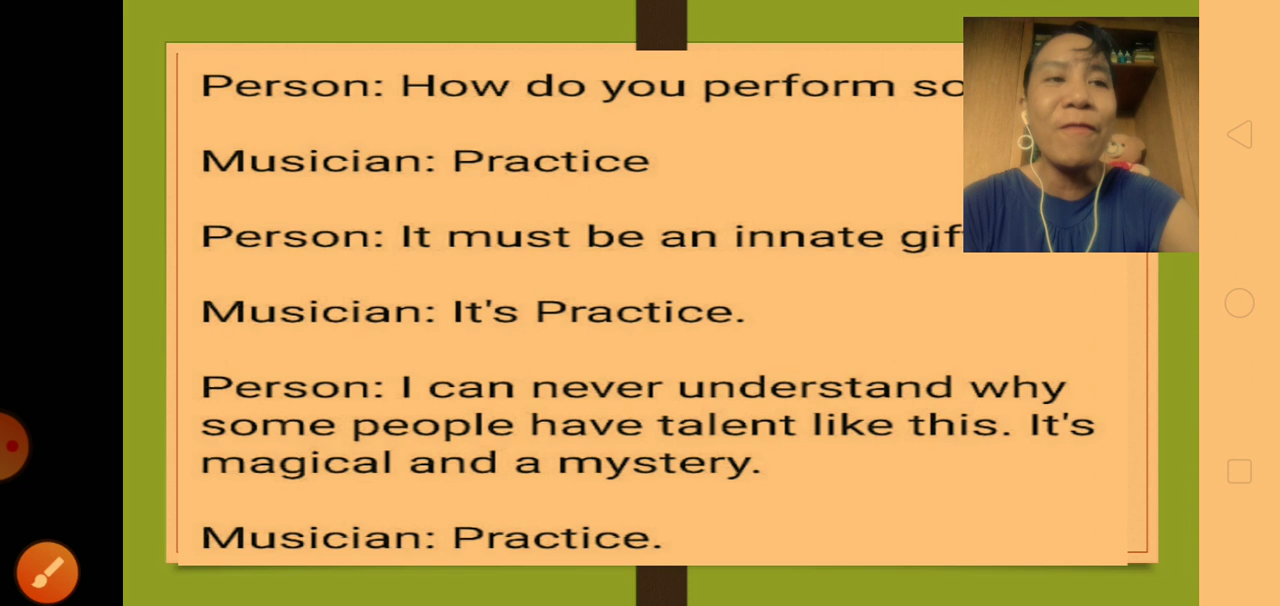 Person: How do you perform so
Musician: Practice
Person: It must be an innate
Musician: It's Practice.
Person: I can never understand why
some people have talent like this. It's
magical and a mystery.
Musician: Practice.